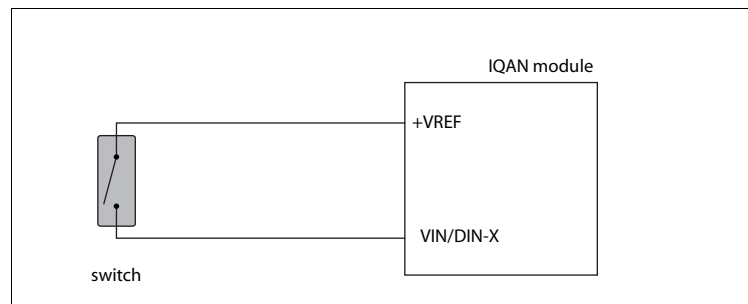 IQAN module
+VREF
VIN/DIN-X
switch